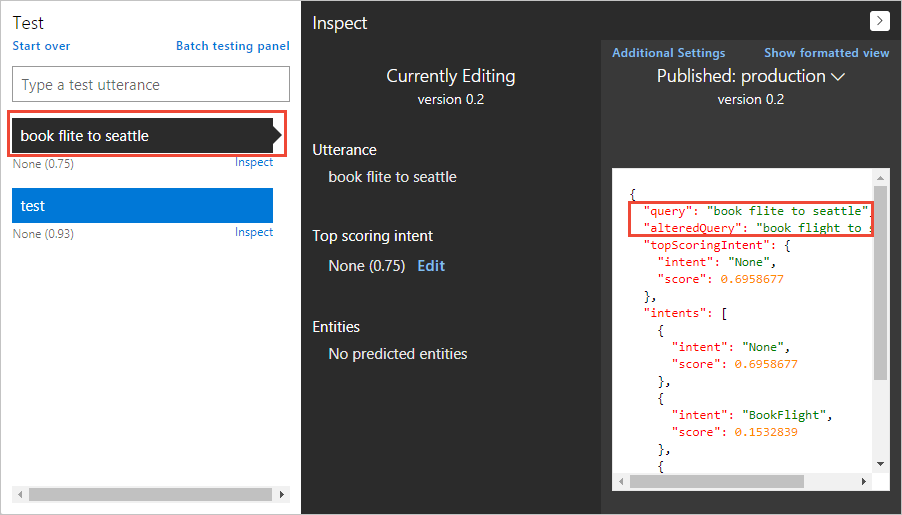 Test
Start over
Batch testing panel
Type a test utterance
book flite to seattle
None (0.75)
Inspect
test
None (0.93)
Inspect
Inspect
Currently Editing
version 0.2
Utterance
book flite to seattle
Top scoring intent
None (0.75) Edit
Entities
No predicted entities
Additional Settings
Show formatted view
Published: production
version 0.2
{
"query": "book flite to seattle",
"alteredQuery": "book flight to s
"topScoringIntent": {
"intent": "None",
"score": 0.6958677
},
"intents": [
{
"intent": "None",
"score": 0.6958677
},
{
"intent": "BookFlight",
"score": 0.1532839
},
{